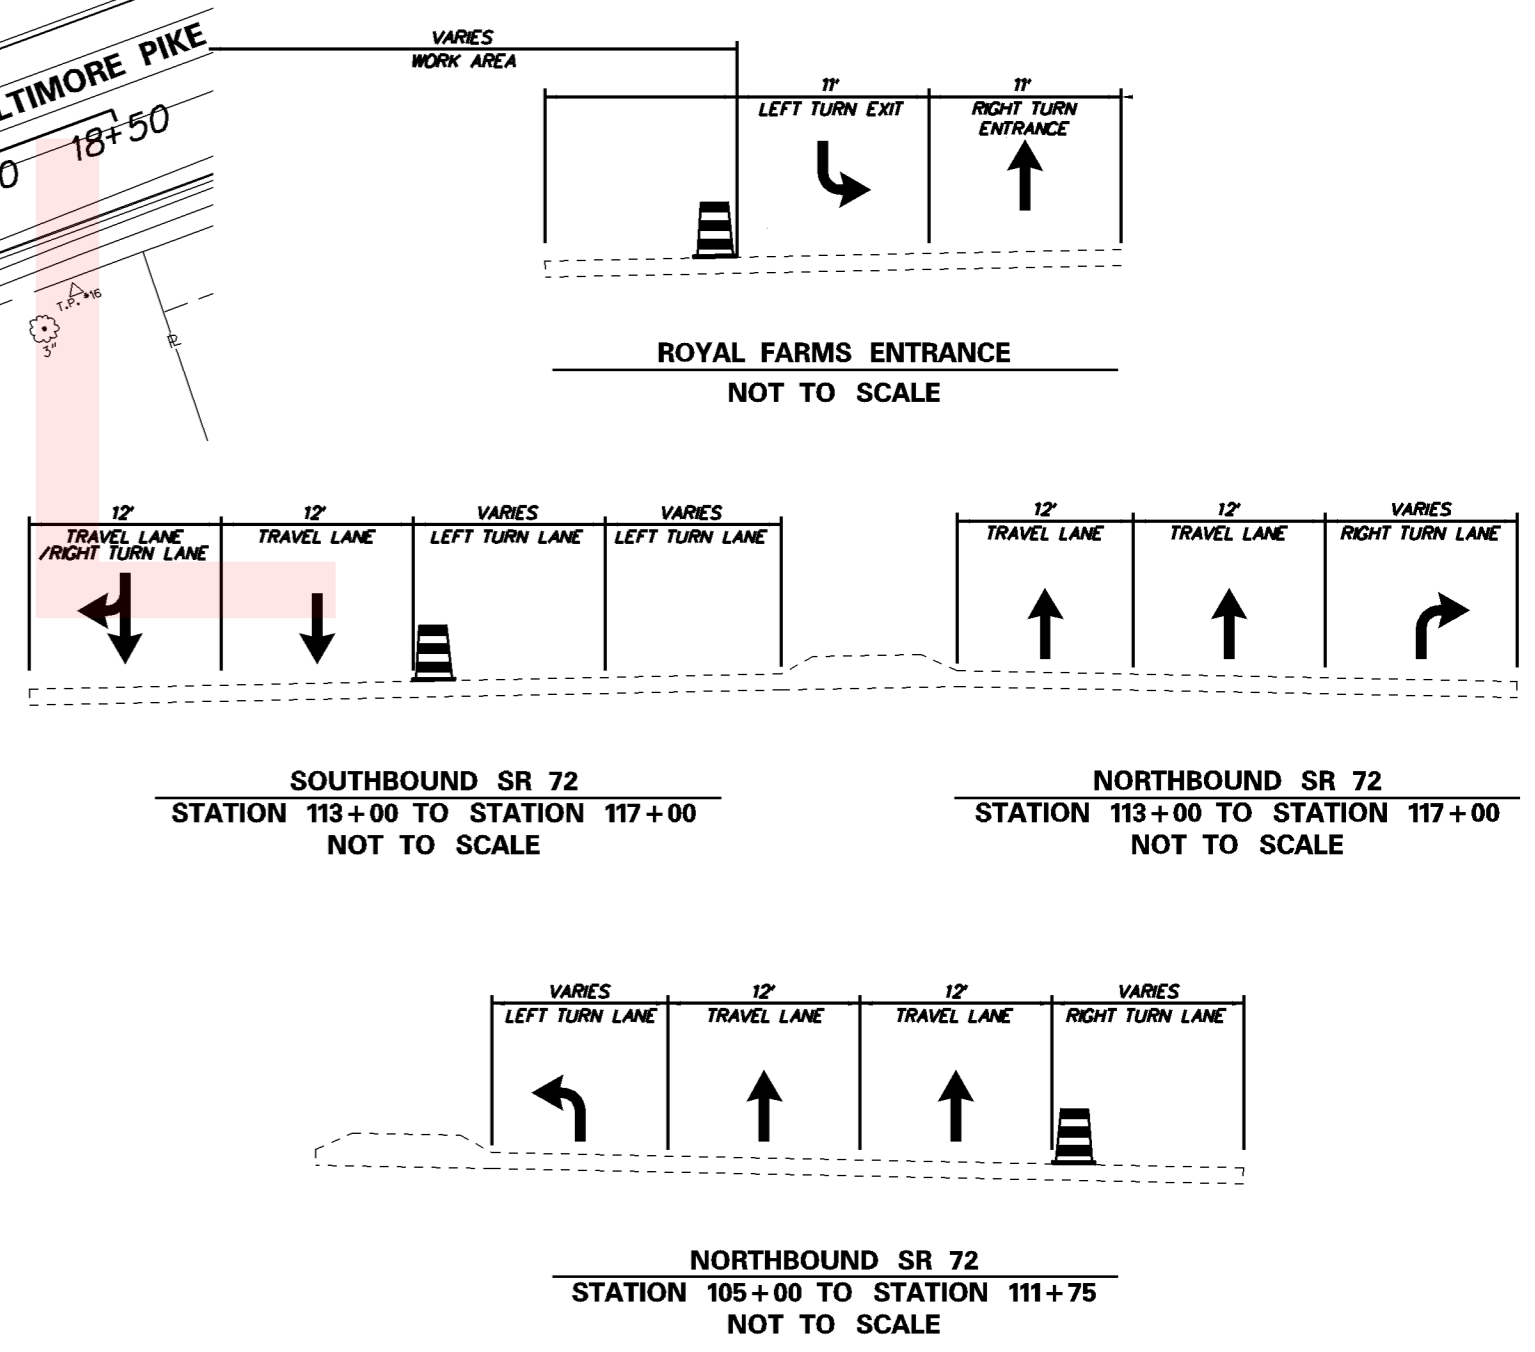 LTIMORE PIKE
18+50
0
T.P. #16
3"
VARIES
WORK AREA
11'
LEFT TURN EXIT
11'
RIGHT TURN
ENTRANCE
ROYAL FARMS ENTRANCE
NOT TO SCALE
12'
TRAVEL LANE
/RIGHT TURN LANE
12'
TRAVEL LANE
VARIES
LEFT TURN LANE
VARIES
LEFT TURN LANE
12'
TRAVEL LANE
12'
TRAVEL LANE
VARIES
RIGHT TURN LANE
SOUTHBOUND SR 72
STATION 113+00 TO STATION 117+00
NOT TO SCALE
NORTHBOUND SR 72
STATION 113+00 TO STATION 117+00
NOT TO SCALE
VARIES
LEFT TURN LANE
12'
TRAVEL LANE
12'
TRAVEL LANE
VARIES
RIGHT TURN LANE
NORTHBOUND SR 72
STATION 105+00 TO STATION 111+75
NOT TO SCALE